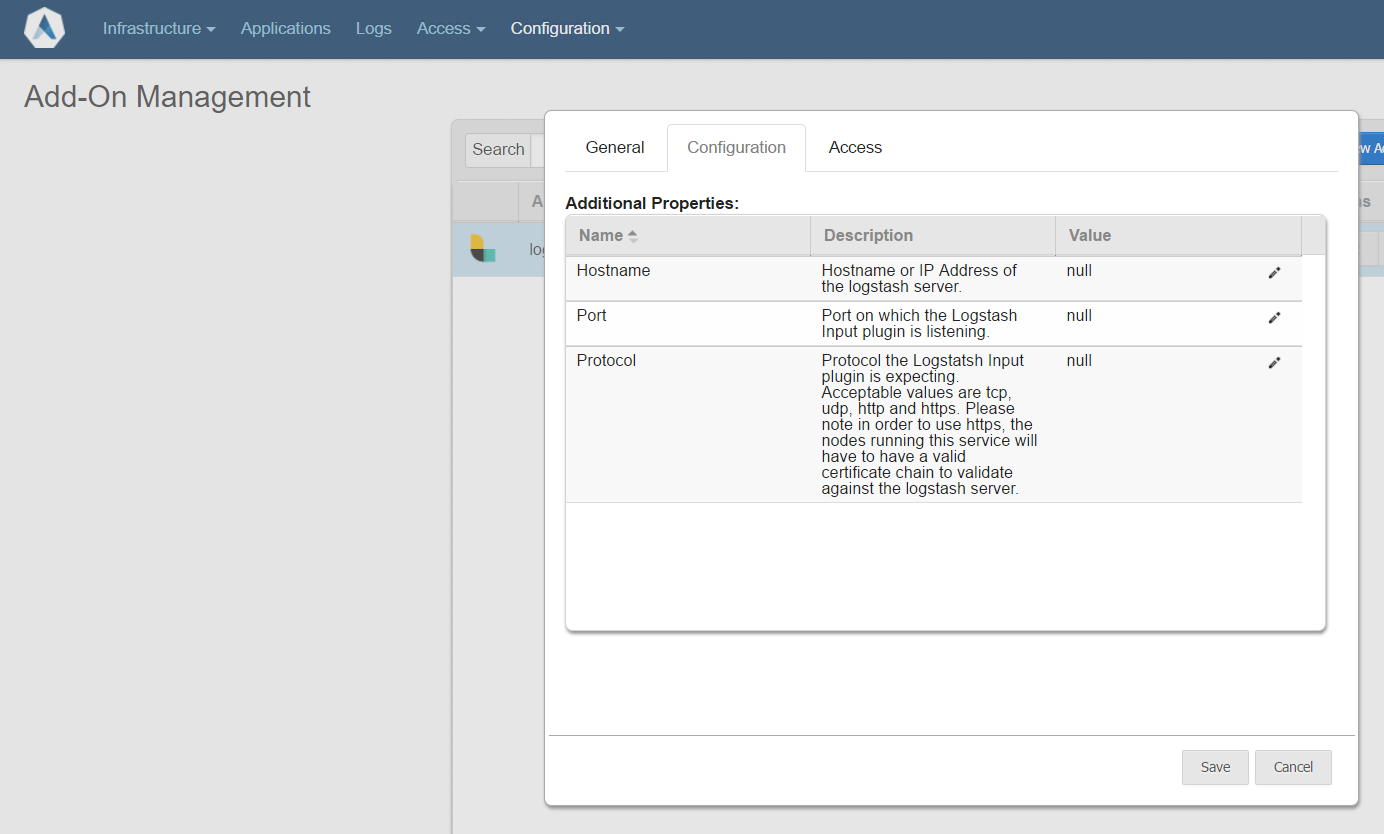 Infrastructure Applications Logs Access Configuration
Add-On Management
Search
General Configuration Access
Additional Properties:
Name Description Value
Hostname
Hostname or IP Address of
the logstash server.
null
Port
Port on which the Logstash
Input plugin is listening.
null
Protocol
Protocol the Logstatsh Input
plugin is expecting.
Acceptable values are tcp,
udp, http and https. Please
note in order to use https, the
nodes running this service will
have to have a valid
certificate chain to validate
against the logstash server.
null
Save Cancel